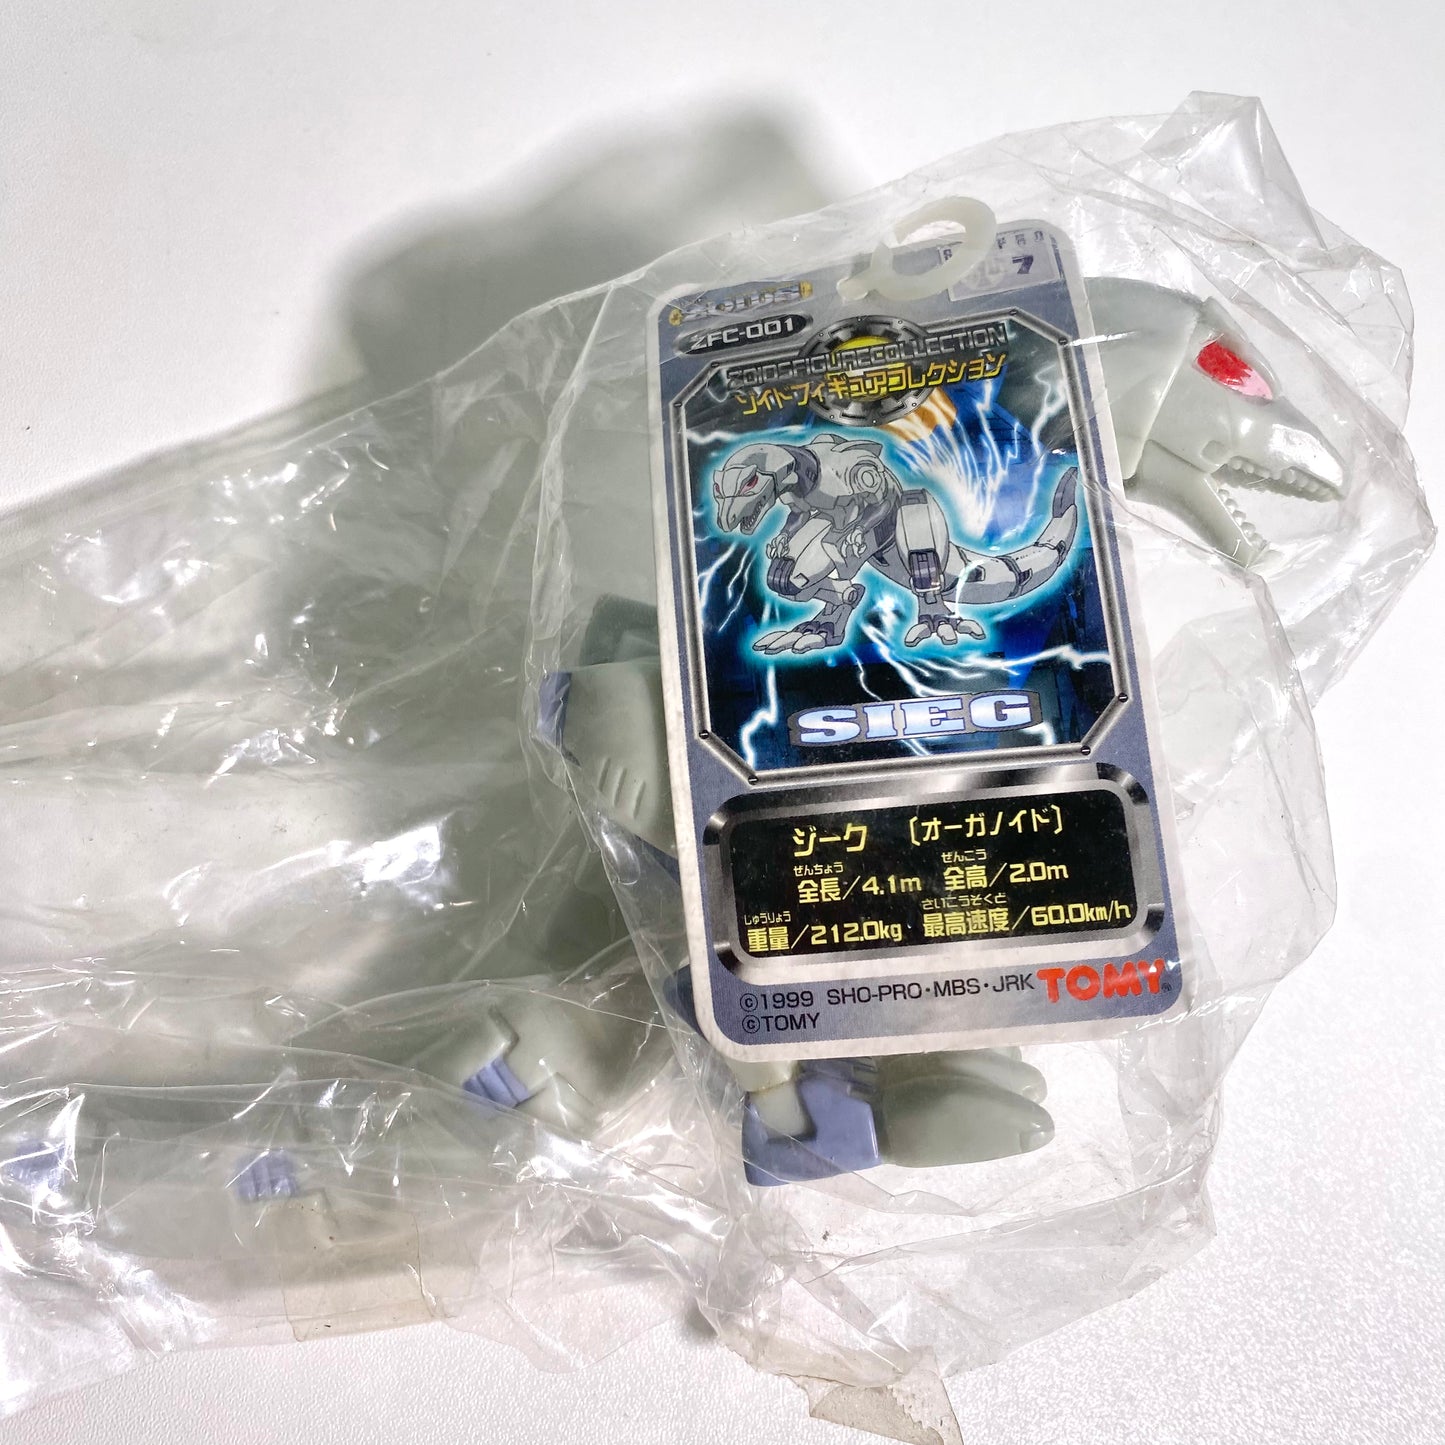 ZOIDS
7
ZFC-001
ZOIDSFIGURECOLLECTION
ゾイドフィギュアコレクション
SIEG
ジーク 〔オーガノイド〕
ぜんちょう ぜんこう
全長/4.1m 全高/2.0m
じゅうりょう さいこうそくど
重量/212.0kg 最高速度/60.0km/h
©1999 SHO-PRO・MBS・JRK TOMY®
©TOMY